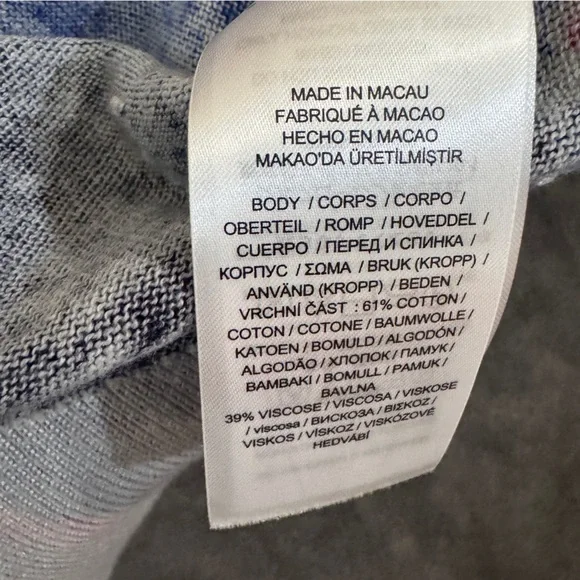 MADE IN MACAU
FABRIQUÉ À MACAO
HECHO EN MACAO
MAKAO'DA ÜRETİLMİŞTİR
BODY / CORPS / CORPO /
OBERTEIL / ROMP / HOVEDDEL /
CUERPO / ПЕРЕД И СПИНКА /
КОРПУС / ΣΩΜΑ / BRUK (KROPP) /
ANVÄND (KROPP) / BEDEN /
VRCHNÍ ČÁST : 61% COTTON /
COTON / COTONE / BAUMWOLLE /
KATOEN / BOMULD / ALGODÓN /
ALGODÃO / ХЛОПОК / ПАМУК /
BAMBAKI / BOMULL / PAMUK /
BAVLNA
39% VISCOSE / VISCOSA / VISKOSE
/ viscosa / ВИСКОЗА / ΒΙΣΚΟΖ /
VISKOS / VİSKOZ / VISKÓZOVÉ
HEDVÁBÍ